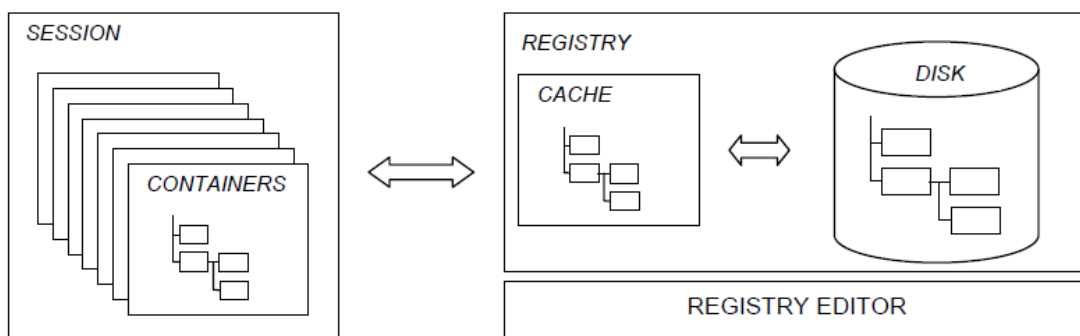 SESSION
CONTAINERS
REGISTRY
CACHE
DISK
REGISTRY EDITOR